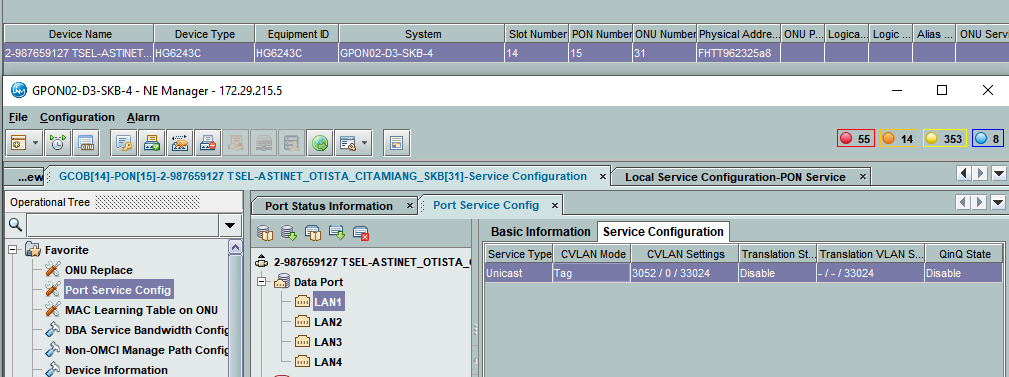 Device Name Device Type Equipment ID System Slot Number PON Number ONU Number Physical Addre... ONU P... Logica... Logic ... Alias ... ONU Servi
2-987659127 TSEL-ASTINET... HG6243C HG6243C GPON02-D3-SKB-4 14 15 31 FHTT962325a8
GPON02-D3-SKB-4 - NE Manager - 172.29.215.5
File Configuration Alarm
55 14 353 8
...ew GCOB[14]-PON[15]-2-987659127 TSEL-ASTINET_OTISTA_CITAMIANG_SKB[31]-Service Configuration Local Service Configuration-PON Service
Operational Tree
Port Status Information Port Service Config
Basic Information Service Configuration
Service Type CVLAN Mode CVLAN Settings Translation St... Translation VLAN S... QinQ State
Unicast Tag 3052 / 0 / 33024 Disable - / - / 33024 Disable
Favorite
ONU Replace
Port Service Config
MAC Learning Table on ONU
DBA Service Bandwidth Config
Non-OMCI Manage Path Config
Device Information
2-987659127 TSEL-ASTINET_OTISTA_
Data Port
LAN1
LAN2
LAN3
LAN4